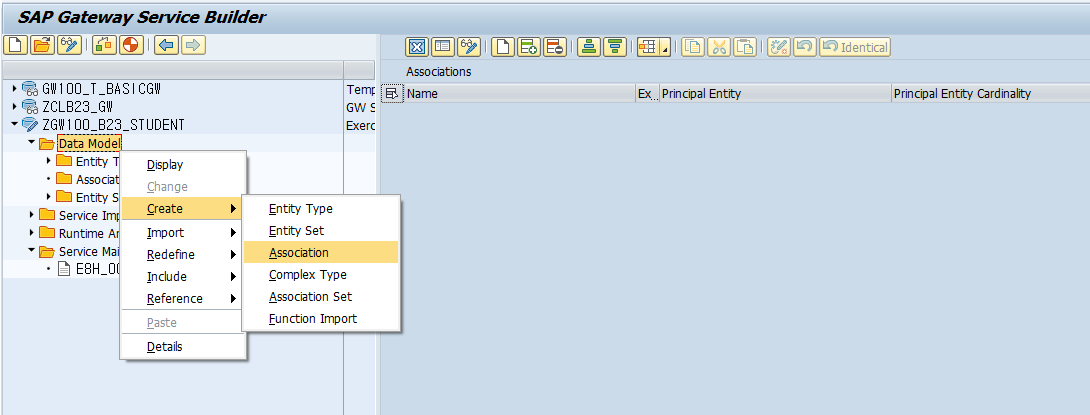 SAP Gateway Service Builder
Identical
Associations
Name Ex.. Principal Entity Principal Entity Cardinality
GW100_T_BASICGW Temp
ZCLB23_GW GW S
ZGW100_B23_STUDENT Exerc
Data Model
Entity T
Associat
Entity S
Service Imp
Runtime Ar
Service Mai
E8H_00
Display
Change
Create
Import
Redefine
Include
Reference
Paste
Details
Entity Type
Entity Set
Association
Complex Type
Association Set
Function Import